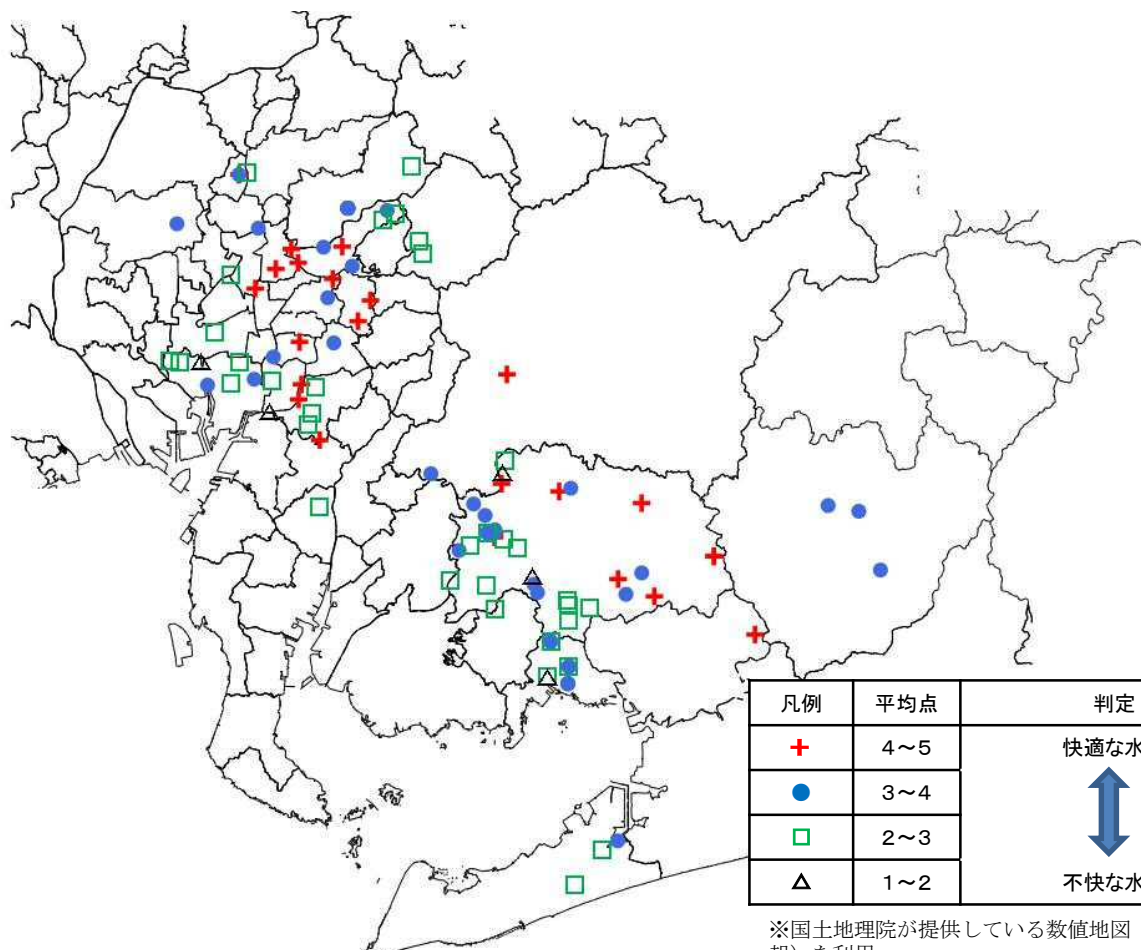 凡例 平均点 判定
4～5 快適な水
3～4
2～3
1～2 不快な水
※国土地理院が提供している数値地図